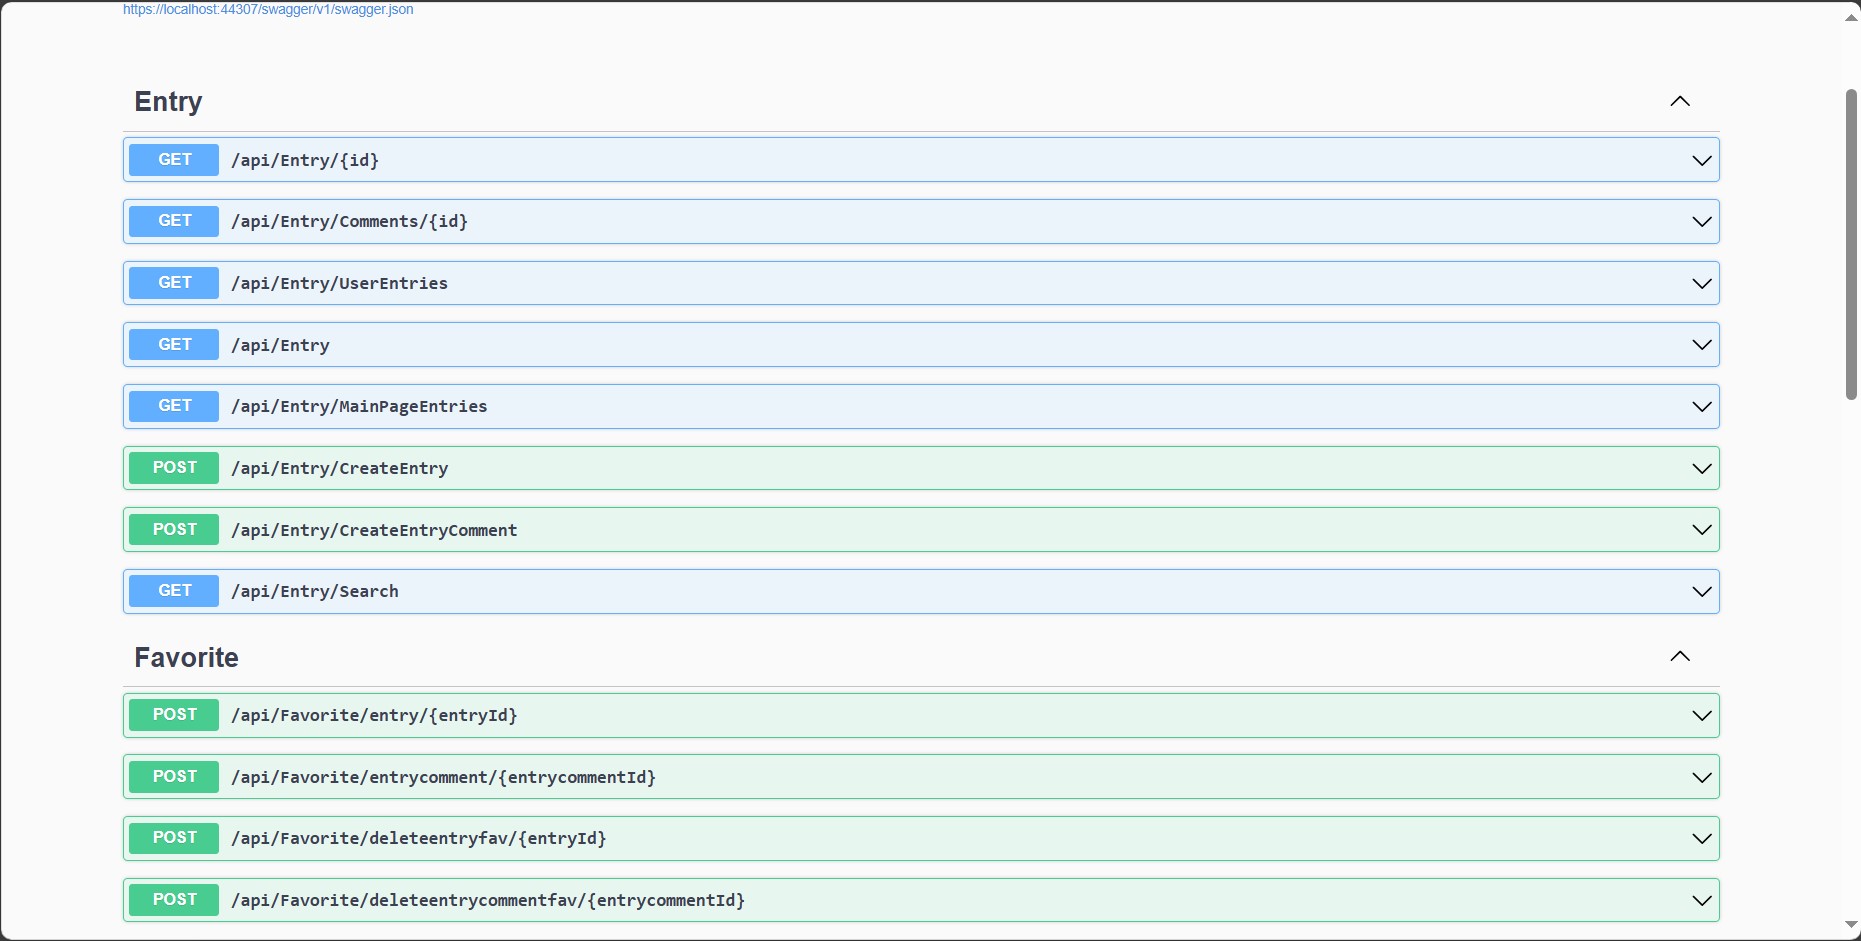 https://localhost:44307/swagger/v1/swagger.json
Entry
GET /api/Entry/{id}
GET /api/Entry/Comments/{id}
GET /api/Entry/UserEntries
GET /api/Entry
GET /api/Entry/MainPageEntries
POST /api/Entry/CreateEntry
POST /api/Entry/CreateEntryComment
GET /api/Entry/Search
Favorite
POST /api/Favorite/entry/{entryId}
POST /api/Favorite/entrycomment/{entrycommentId}
POST /api/Favorite/deleteentryfav/{entryId}
POST /api/Favorite/deleteentrycommentfav/{entrycommentId}